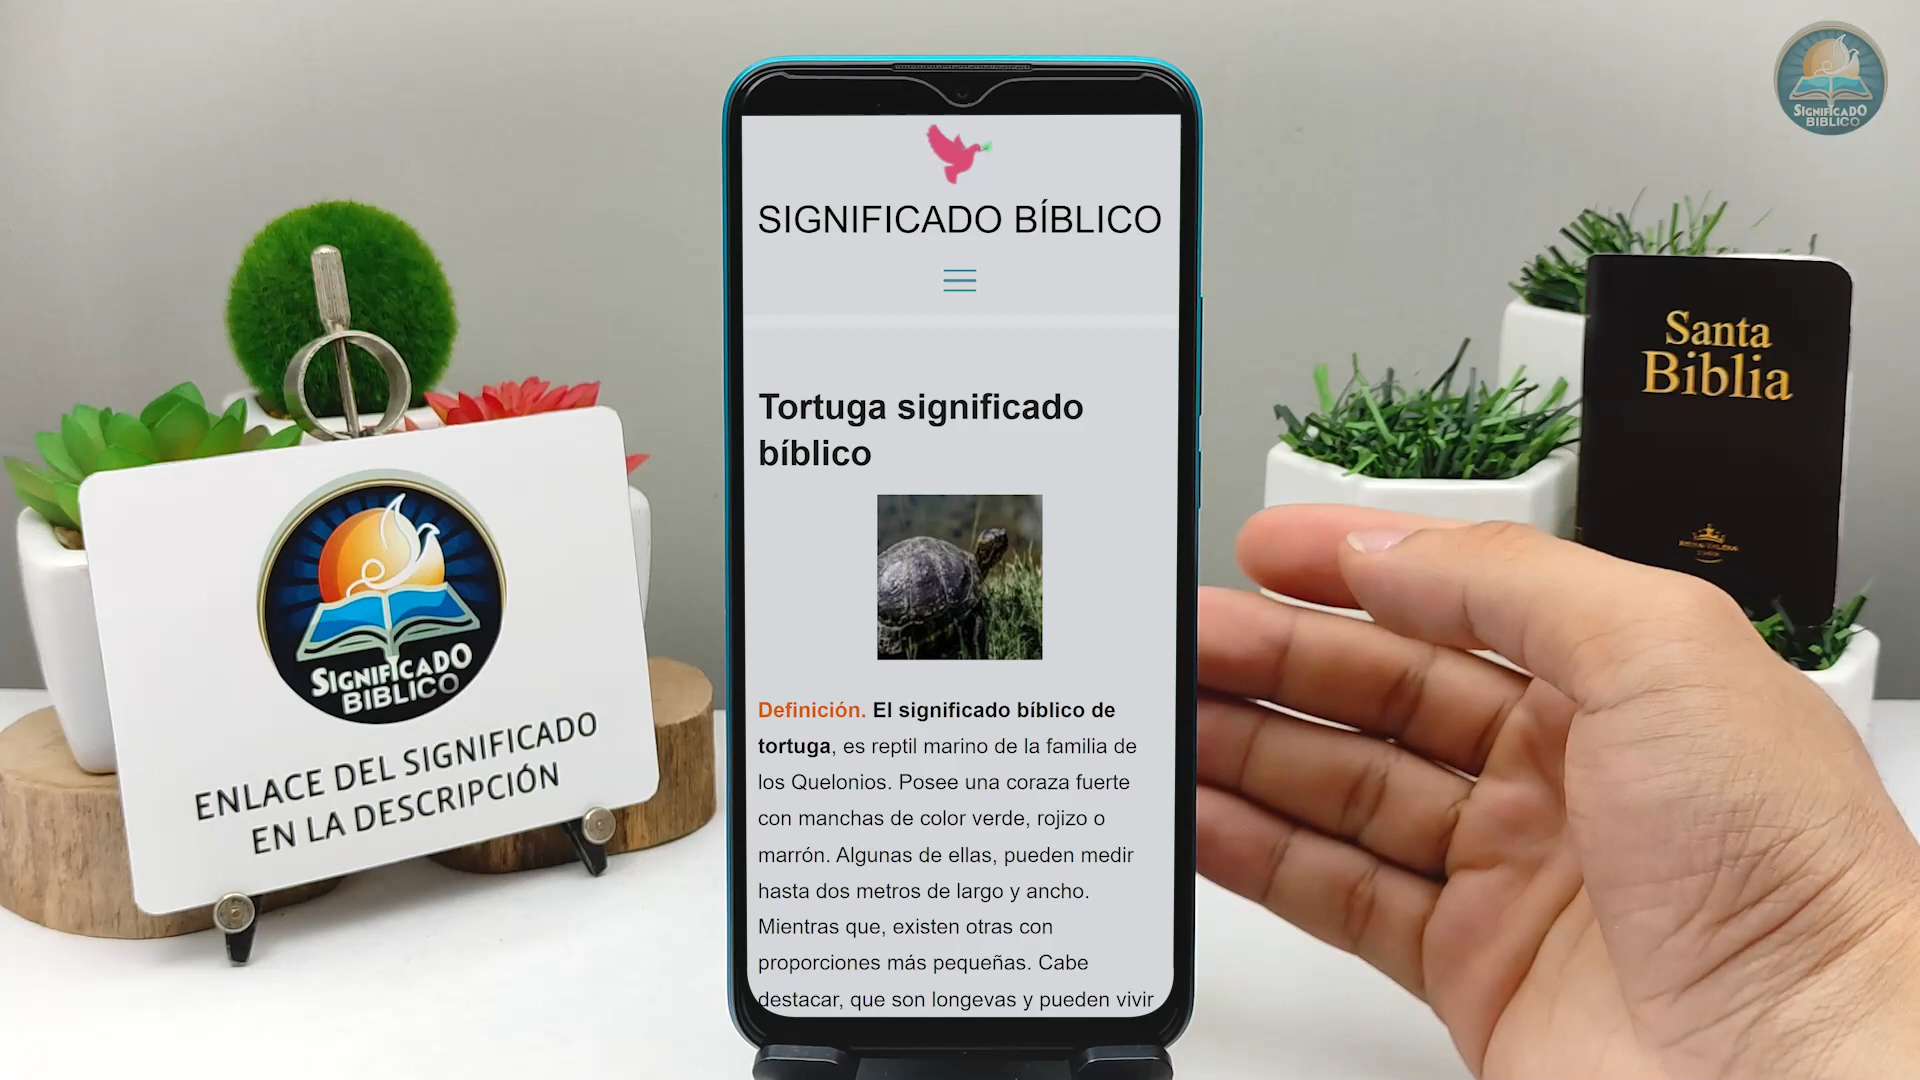 SIGNIFICADO
BIBLICO
SIGNIFICADO BÍBLICO
Tortuga significado
bíblico
Definición. El significado bíblico de
tortuga, es reptil marino de la familia de
los Quelonios. Posee una coraza fuerte
con manchas de color verde, rojizo o
marrón. Algunas de ellas, pueden medir
hasta dos metros de largo y ancho.
Mientras que, existen otras con
proporciones más pequeñas. Cabe
destacar, que son longevas y pueden vivir
SIGNIFICADO
BIBLICO
ENLACE DEL SIGNIFICADO
EN LA DESCRIPCIÓN
Santa
Biblia